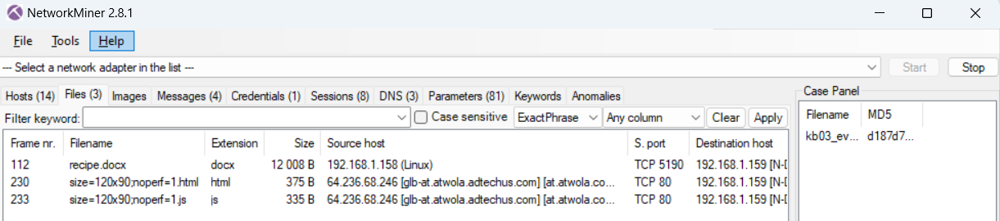 NetworkMiner 2.8.1
File Tools Help
--- Select a network adapter in the list --- Start Stop
Hosts (14) Files (3) Images Messages (4) Credentials (1) Sessions (8) DNS (3) Parameters (81) Keywords Anomalies
Case Panel
Filter keyword: Case sensitive ExactPhrase Any column Clear Apply
Filename MD5
kb03_ev... d187d7...
Frame nr. Filename Extension Size Source host S. port Destination host
112 recipe.docx docx 12 008 B 192.168.1.158 (Linux) TCP 5190 192.168.1.159 [N-D
230 size=120x90;noperf=1.html html 375 B 64.236.68.246 [glb-at.atwola.adtechus.com] [at.atwola.co... TCP 80 192.168.1.159 [N-D
233 size=120x90;noperf=1.js js 335 B 64.236.68.246 [glb-at.atwola.adtechus.com] [at.atwola.co... TCP 80 192.168.1.159 [N-D